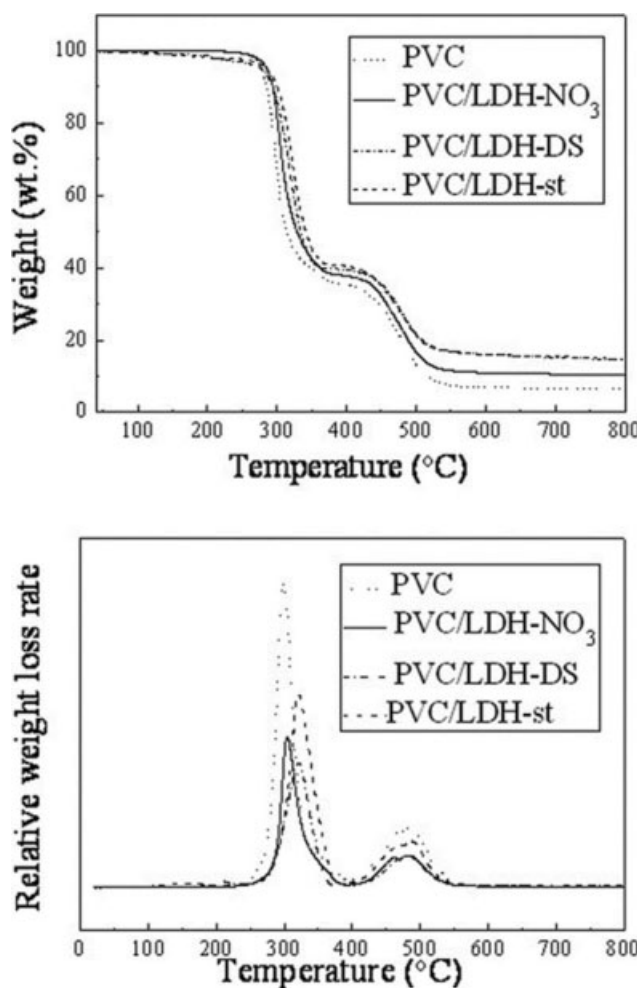 100
80
60
40
20
0
Weight (wt.%)
PVC
PVC/LDH-NO3
PVC/LDH-DS
PVC/LDH-st
100 200 300 400 500 600 700 800
Temperature (°C)
Relative weight loss rate
PVC
PVC/LDH-NO3
PVC/LDH-DS
PVC/LDH-st
0 100 200 300 400 500 600 700 800
Temperature (°C)